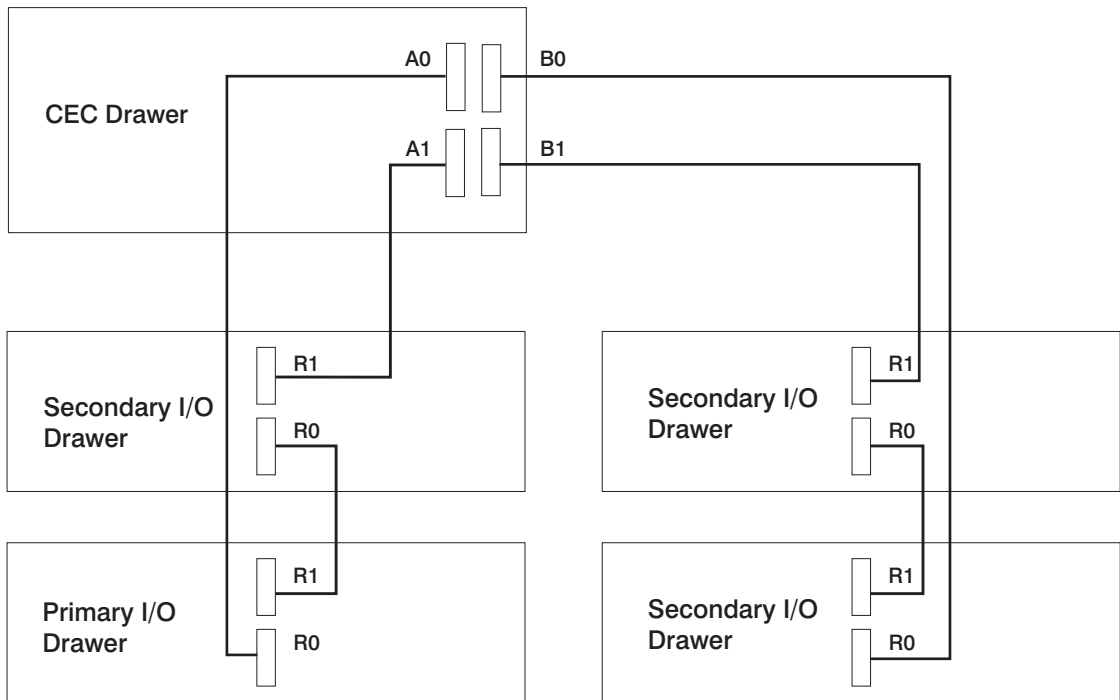 A0
B0
CEC Drawer
A1
B1
R1
Secondary I/O
Drawer
R0
R1
Secondary I/O
Drawer
R0
R1
Primary I/O
Drawer
R0
R1
Secondary I/O
Drawer
R0